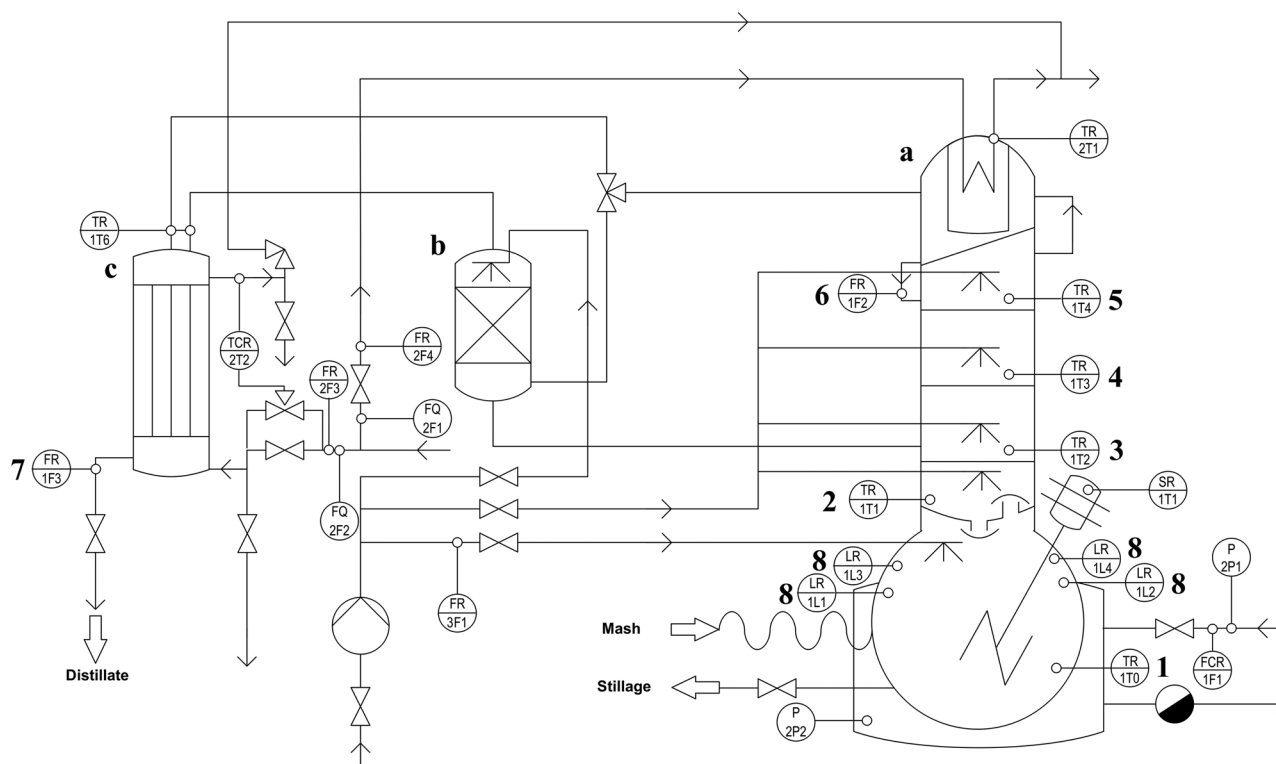 a
TR
2T1
TR
1T6
c
b
6
FR
1F2
TR
1T4
5
TCR
2T2
FR
2F3
FR
2F4
TR
1T3
4
FQ
2F1
7
FR
1F3
TR
1T2
3
FQ
2F2
2
TR
1T1
SR
1T1
8
LR
1L3
8
LR
1L4
P
2P1
8
LR
1L1
LR
1L2
8
FR
3F1
Mash
TR
1T0
1
FCR
1F1
Distillate
Stillage
P
2P2